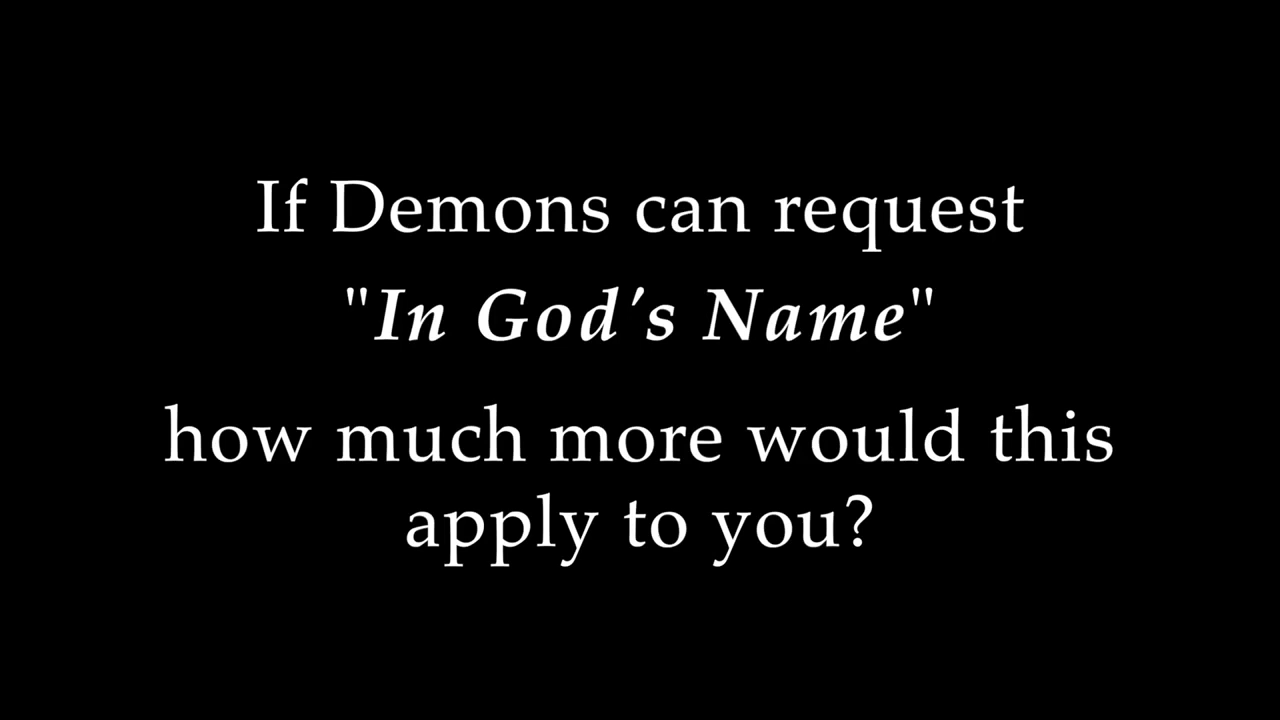 If Demons can request
"In God's Name"
how much more would this
apply to you?